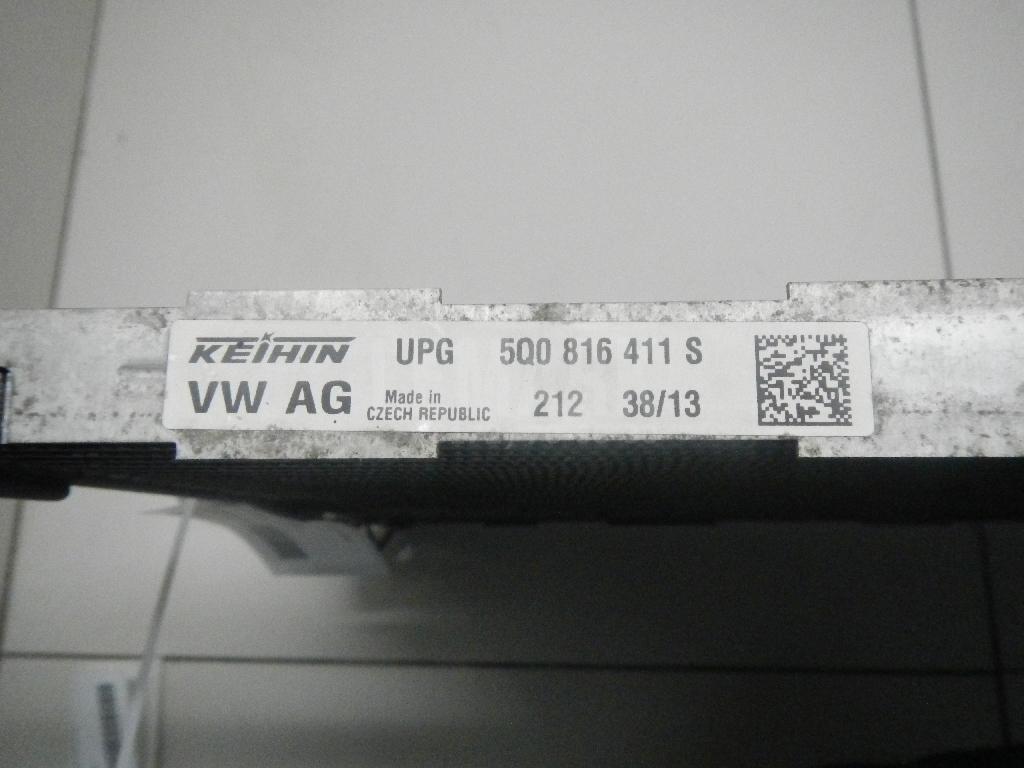 KEIHIN UPG 5Q0 816 411 S
VW AG Made in
CZECH REPUBLIC 212 38/13